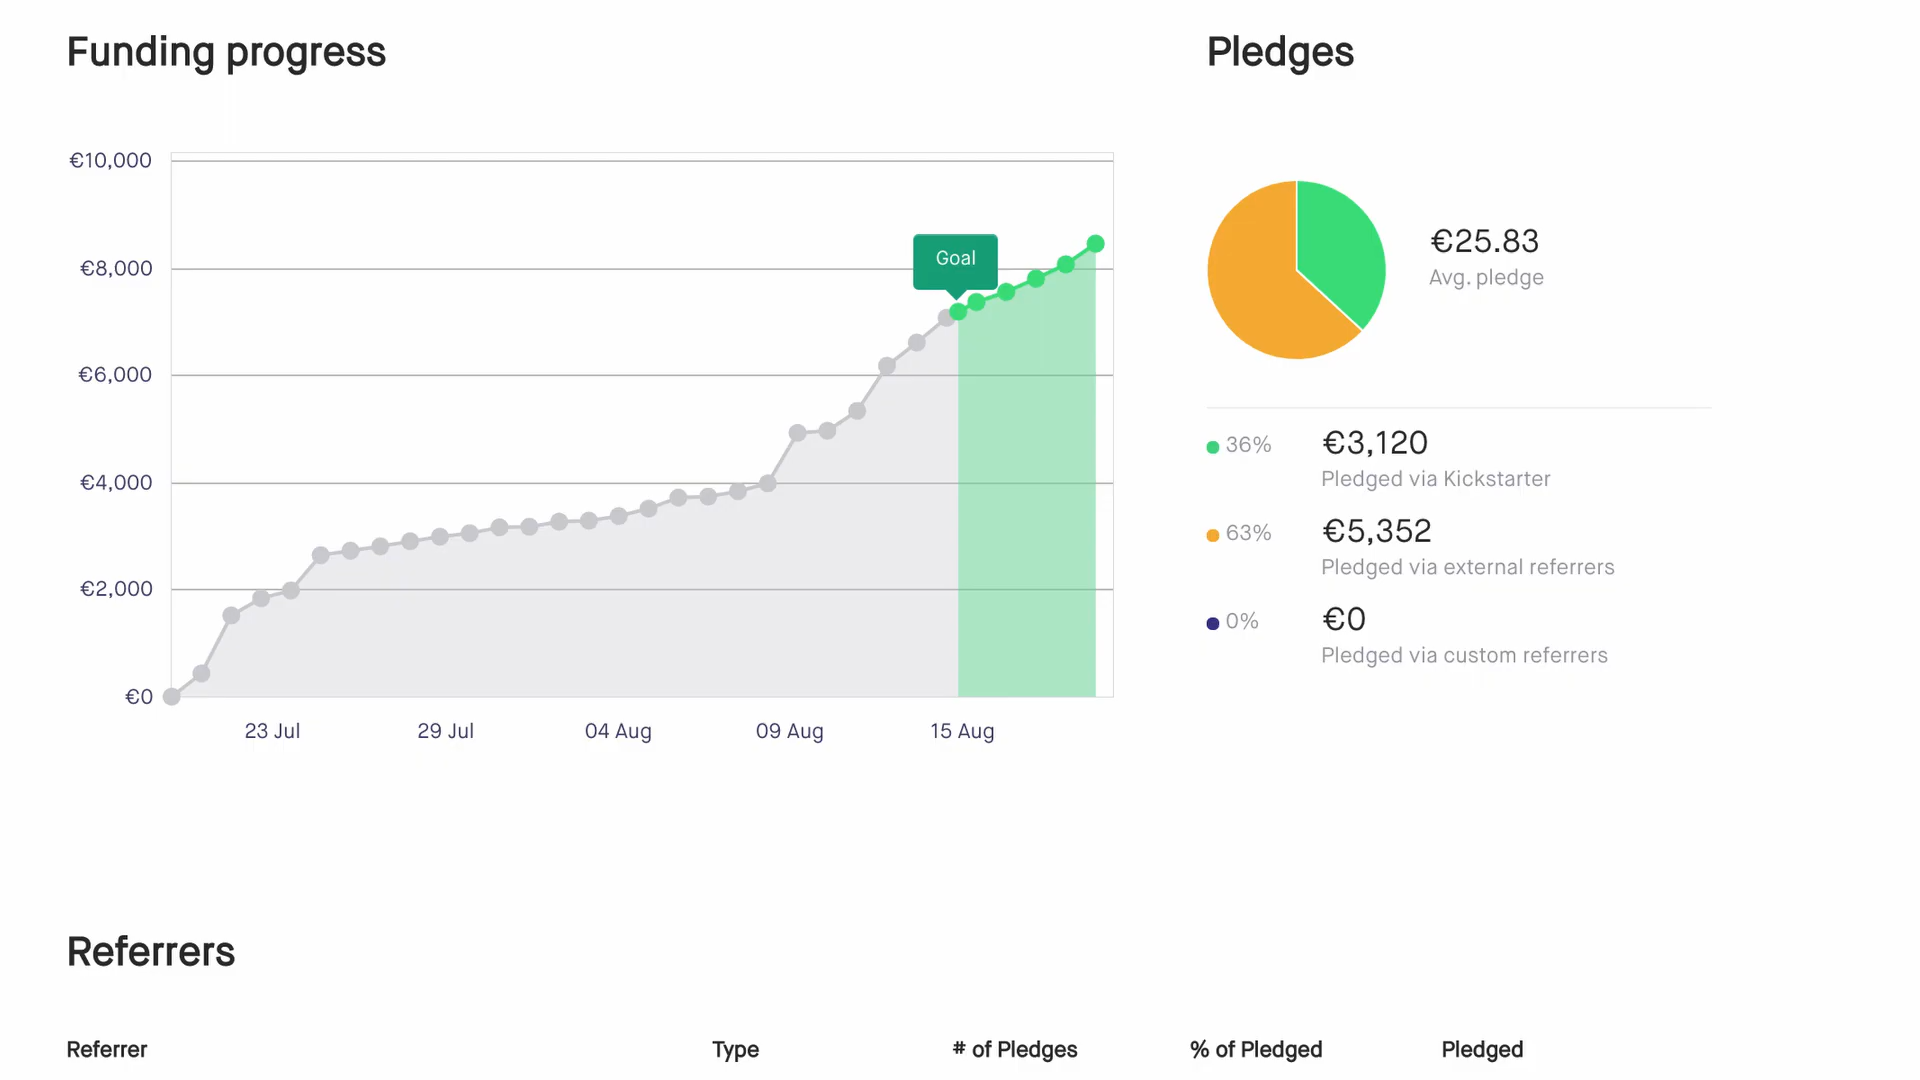 Funding progress
€10,000
€8,000
€6,000
€4,000
€2,000
€0
Goal
23 Jul
29 Jul
04 Aug
09 Aug
15 Aug
Pledges
€25.83
Avg. pledge
36%
€3,120
Pledged via Kickstarter
63%
€5,352
Pledged via external referrers
0%
€0
Pledged via custom referrers
Referrers
Referrer
Type
# of Pledges
% of Pledged
Pledged